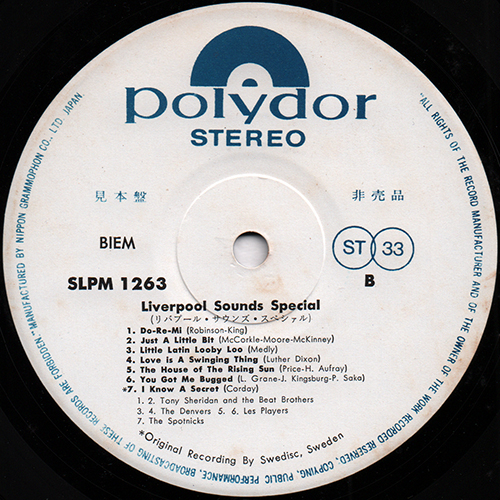 polydor
STEREO
見本盤
非売品
BIEM
ST 33
SLPM 1263
B
Liverpool Sounds Special
(リバプール・サウンズ・スペシャル)
1. Do-Re-Mi (Robinson-King)
2. Just A Little Bit (McCorkle-Moore-McKinney)
3. Little Latin Looby Loo (Medly)
4. Love Is A Swinging Thing (Luther Dixon)
5. The House of The Rising Sun (Price-H. Aufray)
6. You Got Me Bugged (L. Grane-J. Kingsburg-P. Saka)
*7. I Know A Secret (Corday)
1. 2. Tony Sheridan and the Beat Brothers
3. 4. The Denvers 5. 6. Les Players
7. The Spotnicks
*Original Recording By Swedisc, Sweden
"ALL RIGHTS OF THE RECORD MANUFACTURER AND OF THE OWNER OF THE WORK RECORDED RESERVED, COPYING, PUBLIC PERFORMANCE, BROADCASTING OF THESE RECORDS ARE FORBIDDEN" MANUFACTURED BY NIPPON GRAMMOPHON CO., LTD. JAPAN.